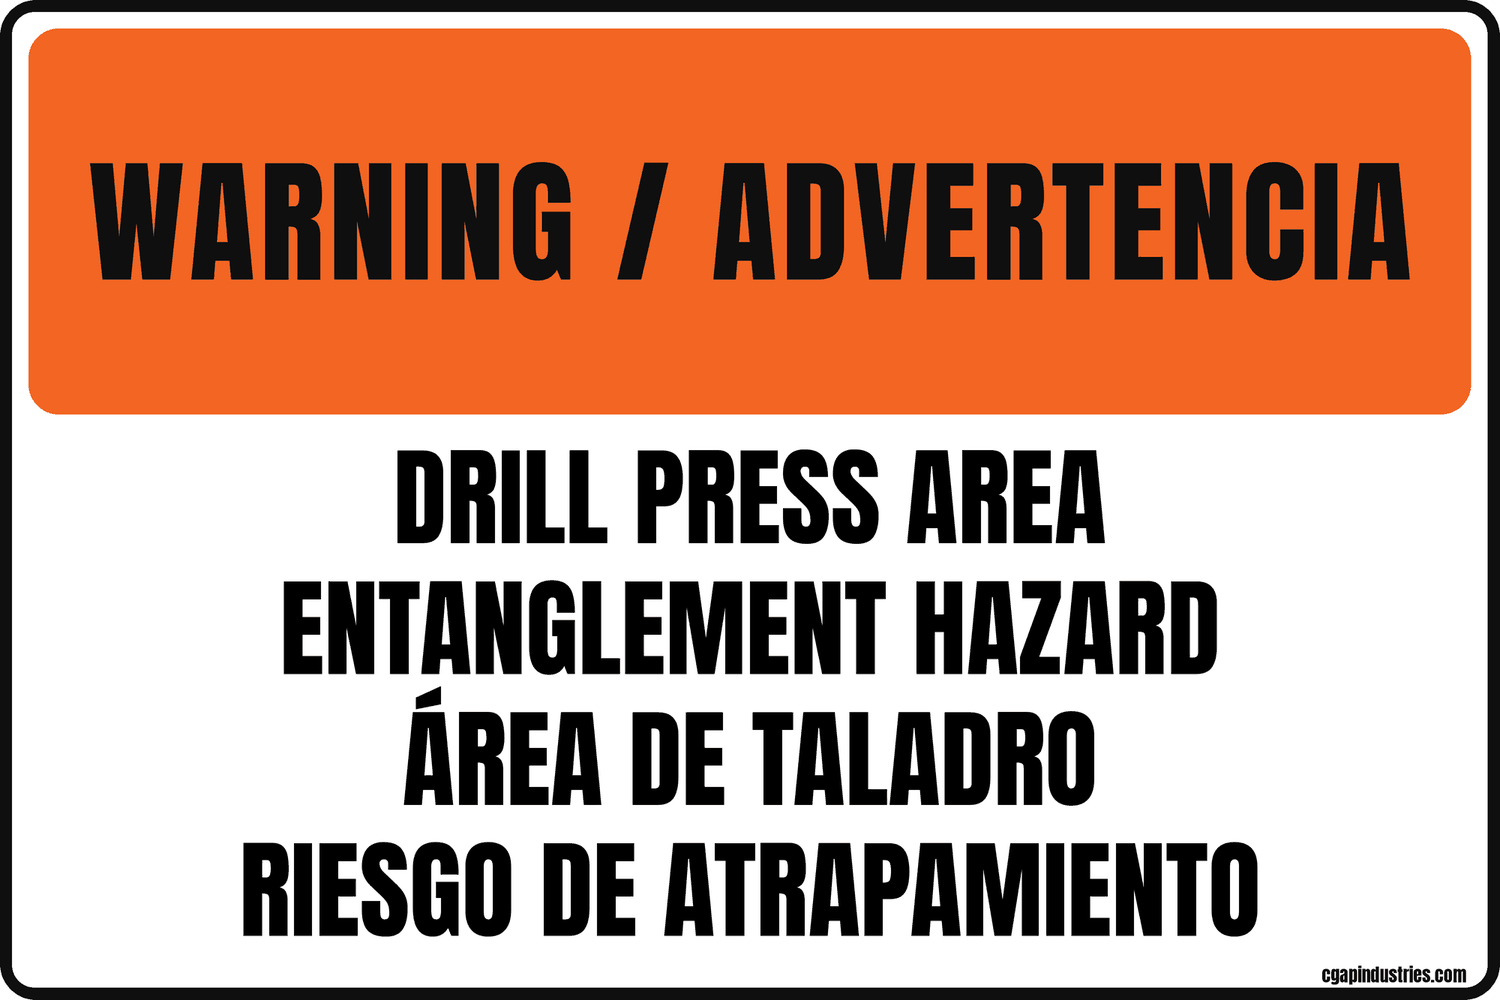 WARNING / ADVERTENCIA
DRILL PRESS AREA
ENTANGLEMENT HAZARD
ÁREA DE TALADRO
RIESGO DE ATRAPAMIENTO
cgapindustries.com